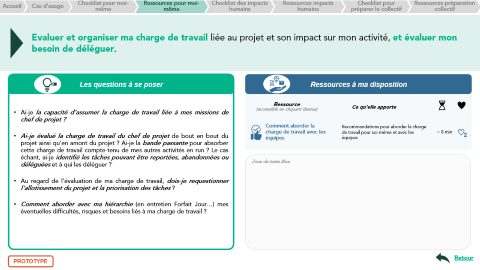 Accueil
Cas d'usage
Checklist pour moi-
même
Ressources pour moi-
même
Checklist des impacts
humains
Ressources impacts
humains
Checklist pour
préparer le collectif
Ressources préparation
collectif
Evaluer et organiser ma charge de travail liée au projet et son impact sur mon activité, et évaluer mon
besoin de déléguer.
Les questions à se poser
• Ai-je la capacité d'assumer la charge de travail liée à mes missions de
chef de projet ?
• Ai-je évalué la charge de travail du chef de projet de bout en bout du
projet ainsi qu'en amont du projet ? Ai-je la bande passante pour absorber
cette charge de travail compte tenu de mes autres activités en run ? Le cas
échant, ai-je identifié les tâches pouvant être reportées, abandonnées ou
déléguées et à qui les déléguer ?
• Au regard de l'évaluation de ma charge de travail, dois-je requestionner
l'allotissement du projet et la priorisation des tâches ?
• Comment aborder avec ma hiérarchie (en entretien Forfait Jour...) mes
éventuelles difficultés, risques et besoins liés à ma charge de travail ?
Ressources à ma disposition
Ressource
(accessible en cliquant dessus)
Ce qu'elle apporte
Comment aborder la
charge de travail avec les
équipes
Recommandations pour aborder la charge
de travail pour soi-même et avec les
équipes
~ 8 min
2
Zone de texte libre
PROTOTYPE
Retour